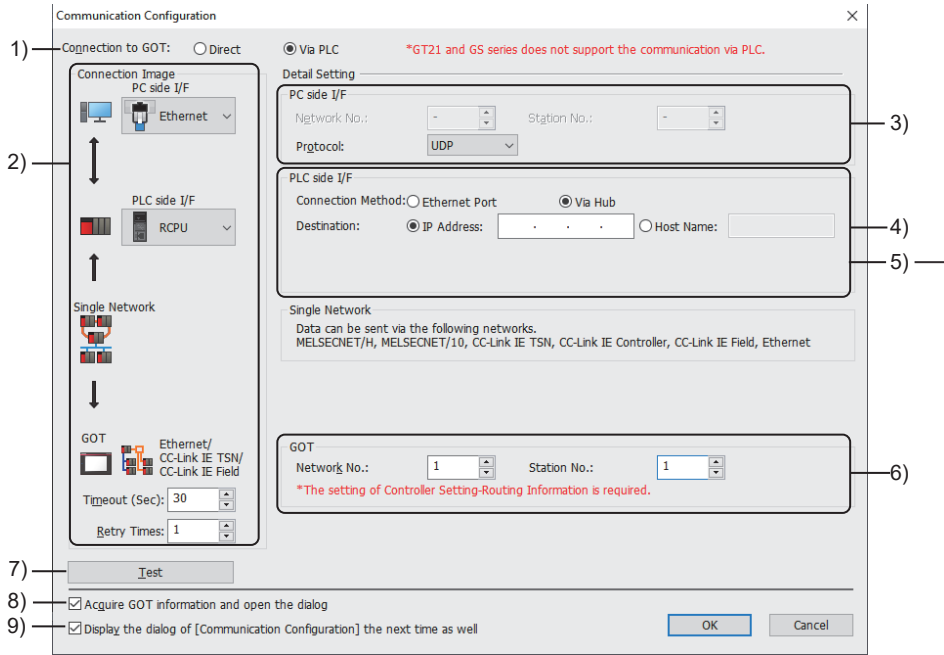 Communication Configuration
1) Connection to GOT: Direct Via PLC *GT21 and GS series does not support the communication via PLC.
Connection Image
PC side I/F
Ethernet
2)
PLC side I/F
RCPU
Single Network
GOT
Ethernet/
CC-Link IE TSN/
CC-Link IE Field
Timeout (Sec): 30
Retry Times: 1
Detail Setting
PC side I/F
Network No.: - Station No.: -
3)
Protocol: UDP
PLC side I/F
Connection Method: Ethernet Port Via Hub
Destination: IP Address: . . . Host Name:
4)
5)
Single Network
Data can be sent via the following networks.
MELSECNET/H, MELSECNET/10, CC-Link IE TSN, CC-Link IE Controller, CC-Link IE Field, Ethernet
GOT
Network No.: 1 Station No.: 1
6)
*The setting of Controller Setting-Routing Information is required.
7) Test
8) Acquire GOT information and open the dialog
9) Display the dialog of [Communication Configuration] the next time as well
OK Cancel